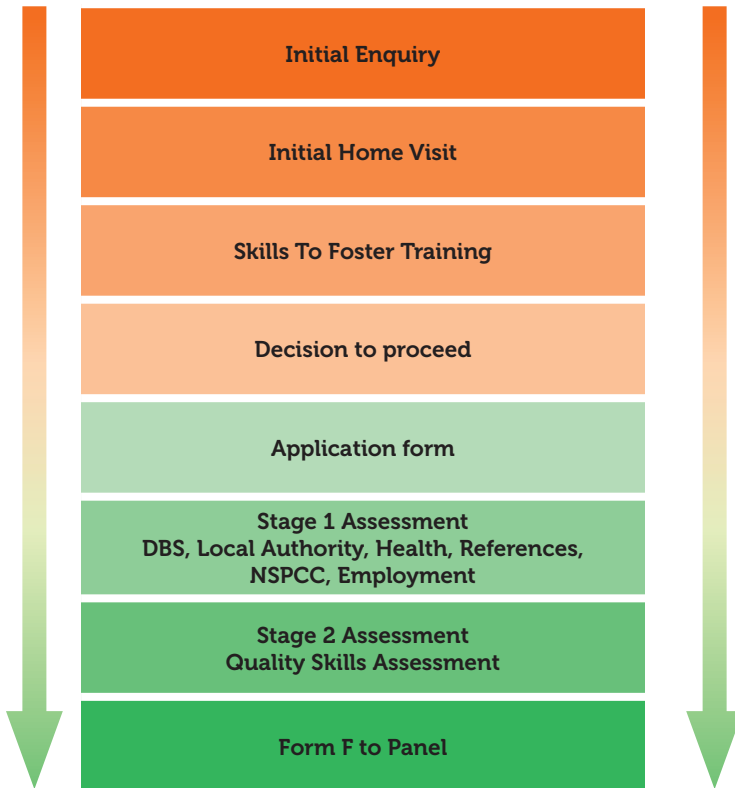 Initial Enquiry
Initial Home Visit
Skills To Foster Training
Decision to proceed
Application form
Stage 1 Assessment
DBS, Local Authority, Health, References,
NSPCC, Employment
Stage 2 Assessment
Quality Skills Assessment
Form F to Panel